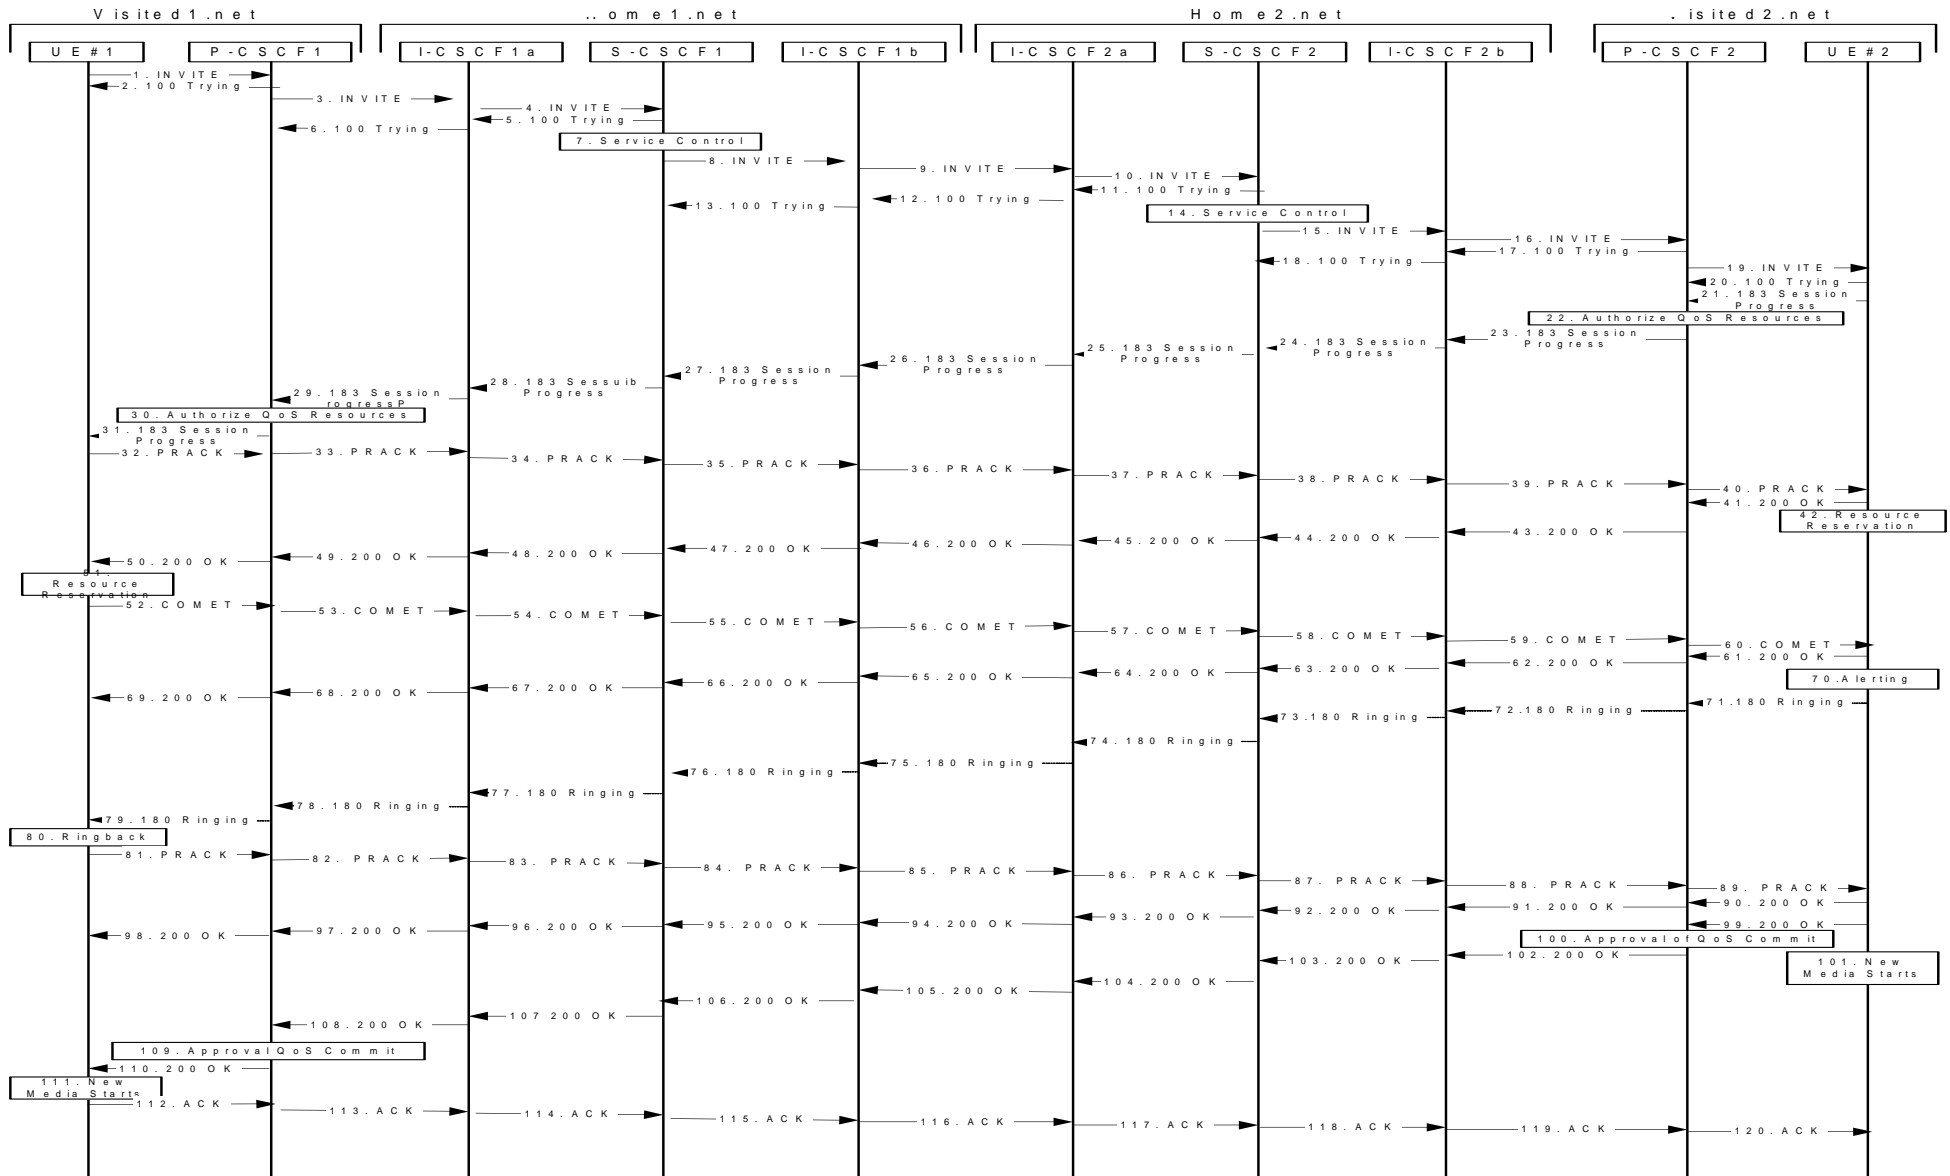 Visited1.net
..ome1.net
Home2.net
.isited2.net
UE#1
P-CSCF1
I-CSCF1a
S-CSCF1
I-CSCF1b
I-CSCF2a
S-CSCF2
I-CSCF2b
P-CSCF2
UE#2
1.INVITE
2.100 Trying
3.INVITE
4.INVITE
5.100 Trying
6.100 Trying
7.Service Control
8.INVITE
9.INVITE
10.INVITE
11.100 Trying
12.100 Trying
13.100 Trying
14.Service Control
15.INVITE
16.INVITE
17.100 Trying
18.100 Trying
19.INVITE
20.100 Trying
21.183 Session
Progress
22.Authorize QoS Resources
23.183 Session
Progress
24.183 Session
Progress
25.183 Session
Progress
26.183 Session
Progress
27.183 Session
Progress
28.183 Sessuib
Progress
29.183 Session
rogressP
30.Authorize QoS Resources
31.183 Session
Progress
32.PRACK
33.PRACK
34.PRACK
35.PRACK
36.PRACK
37.PRACK
38.PRACK
39.PRACK
40.PRACK
41.200 OK
42.Resource
Reservation
43.200 OK
44.200 OK
45.200 OK
46.200 OK
47.200 OK
48.200 OK
49.200 OK
50.200 OK
51.
Resource
Reservation
52.COMET
53.COMET
54.COMET
55.COMET
56.COMET
57.COMET
58.COMET
59.COMET
60.COMET
61.200 OK
62.200 OK
63.200 OK
64.200 OK
65.200 OK
66.200 OK
67.200 OK
68.200 OK
69.200 OK
70.Alerting
71.180 Ringing
72.180 Ringing
73.180 Ringing
74.180 Ringing
75.180 Ringing
76.180 Ringing
77.180 Ringing
78.180 Ringing
79.180 Ringing
80.Ringback
81.PRACK
82. PRACK
83. PRACK
84. PRACK
85. PRACK
86. PRACK
87. PRACK
88. PRACK
89. PRACK
90.200 OK
91.200 OK
92.200 OK
93.200 OK
94.200 OK
95.200 OK
96.200 OK
97.200 OK
98.200 OK
99.200 OK
100.ApprovalofQoS Commit
101.New
Media Starts
102.200 OK
103.200 OK
104.200 OK
105.200 OK
106.200 OK
107 200 OK
108.200 OK
109.ApprovalQoS Commit
110.200 OK
111.New
Media Starts
112.ACK
113.ACK
114.ACK
115.ACK
116.ACK
117.ACK
118.ACK
119.ACK
120.ACK